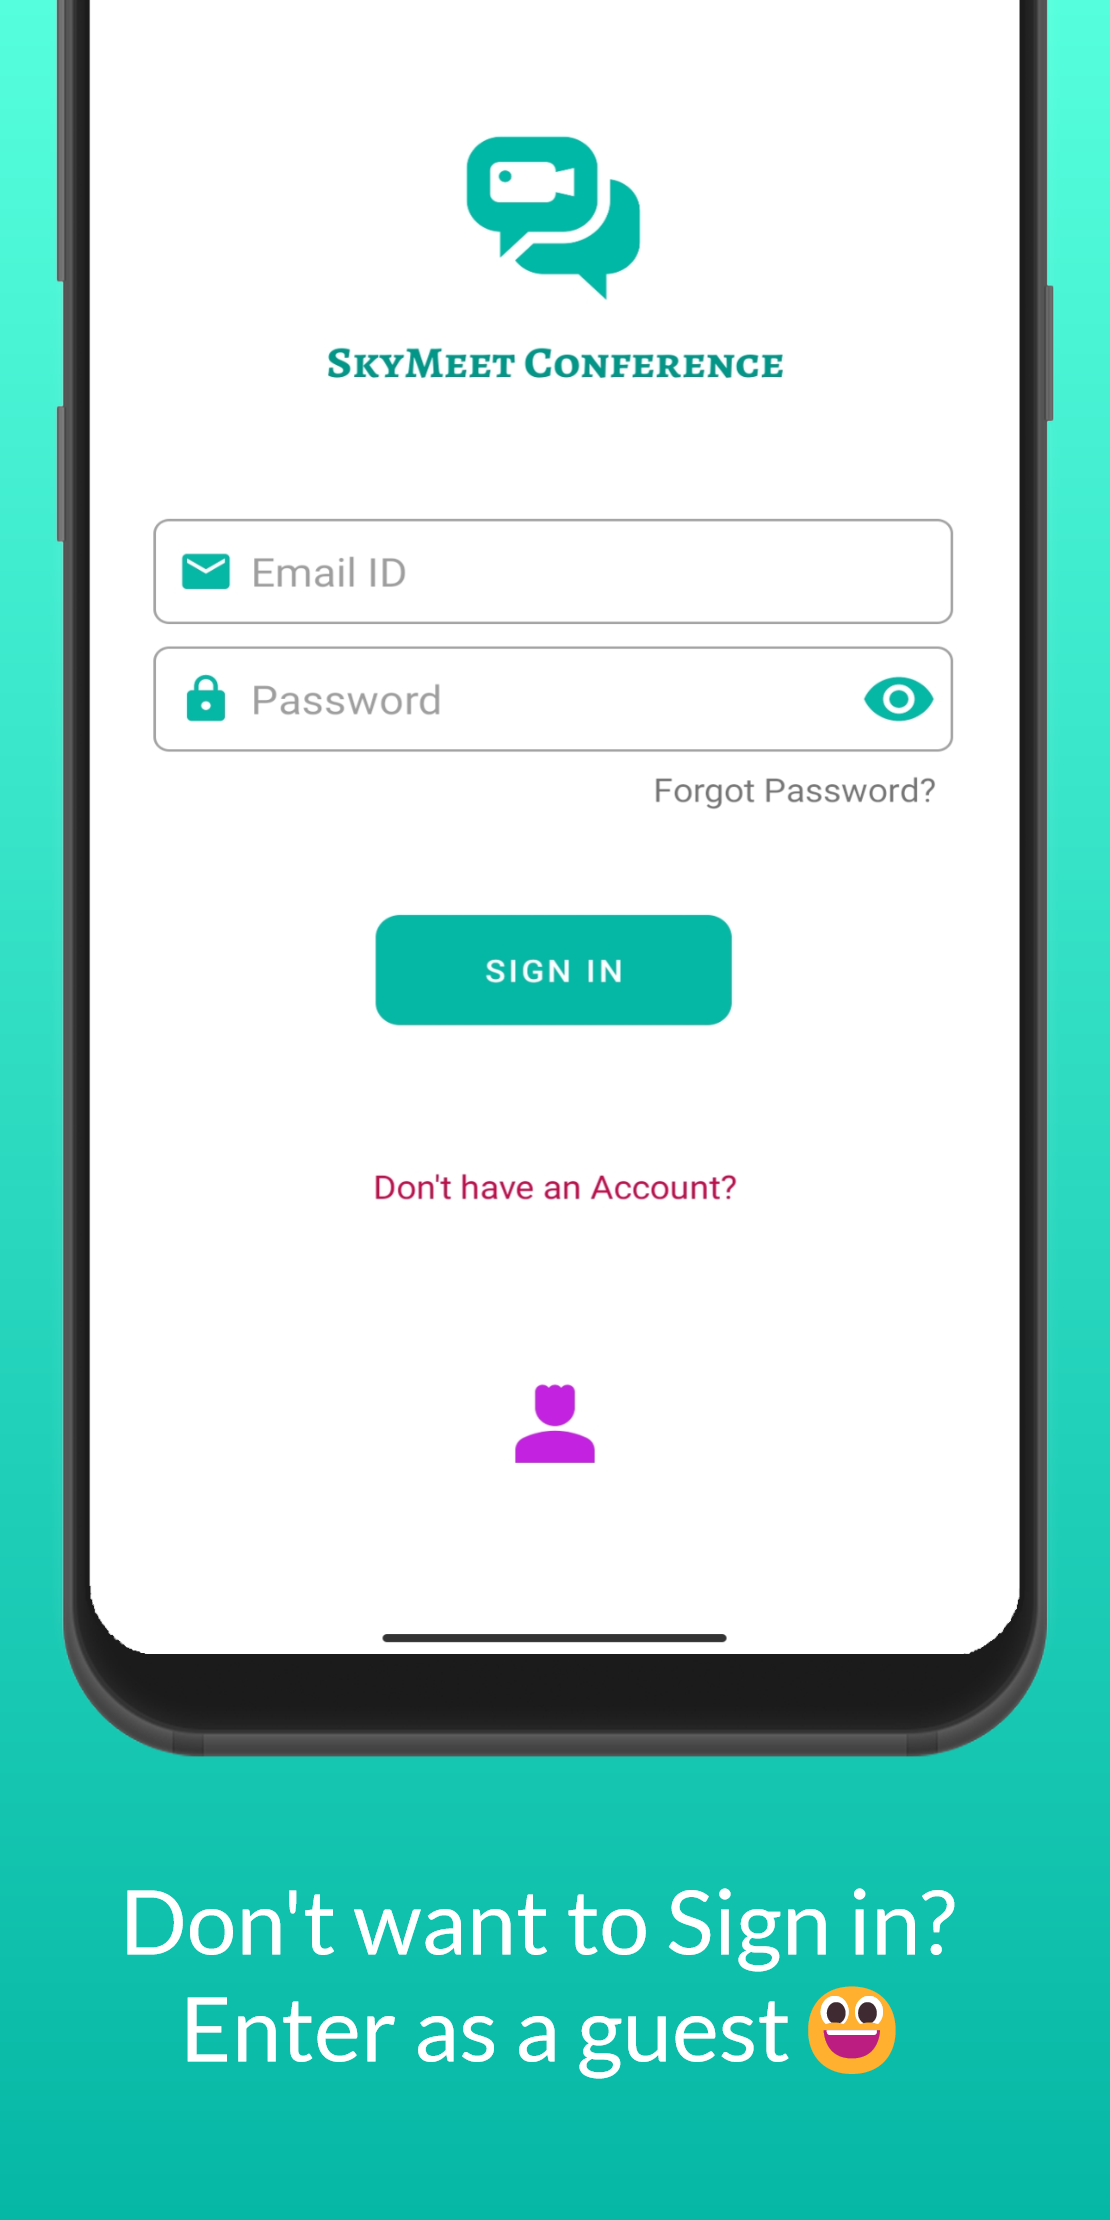 SkyMeet Conference
Email ID
Password
Forgot Password?
SIGN IN
Don't have an Account?
Don't want to Sign in?
Enter as a guest 😃